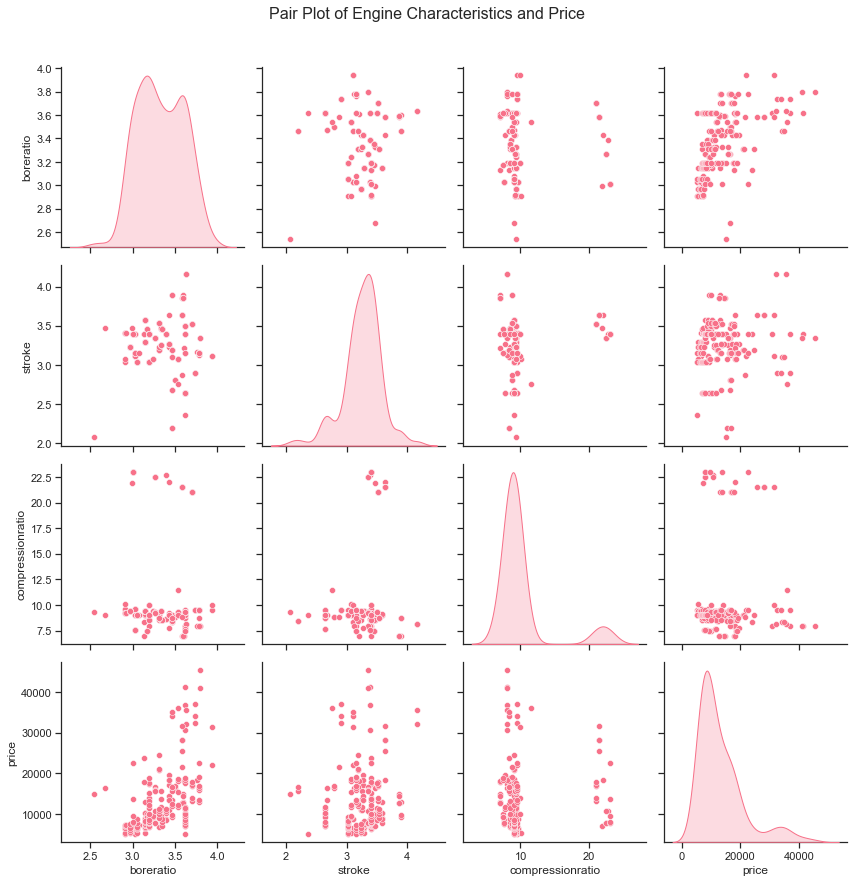 Pair Plot of Engine Characteristics and Price
4.0
3.8
3.6
3.4
3.2
3.0
2.8
2.6
boreratio
4.0
3.5
3.0
2.5
2.0
stroke
22.5
20.0
17.5
15.0
12.5
10.0
7.5
compressionratio
40000
30000
20000
10000
price
2.5 3.0 3.5 4.0
2 3 4
10 20
0 20000 40000
boreratio stroke compressionratio price